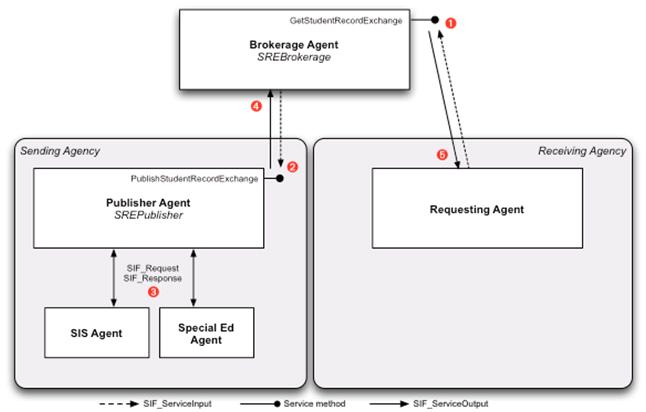 GetStudentRecordExchange
1
Brokerage Agent
SREBrokerage
4
2
5
Sending Agency
Receiving Agency
PublishStudentRecordExchange
Publisher Agent
SREPublisher
Requesting Agent
SIF_Request
SIF_Response
3
SIS Agent
Special Ed
Agent
SIF_ServiceInput
Service method
SIF_ServiceOutput